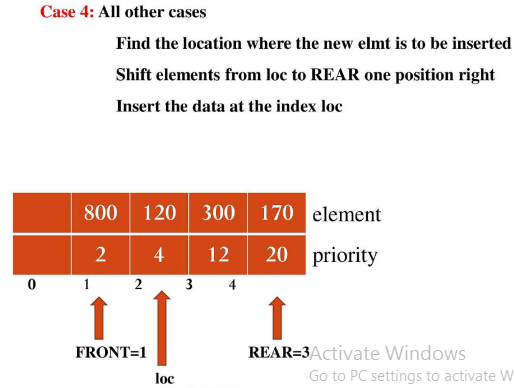 Case 4: All other cases
Find the location where the new elmt is to be inserted
Shift elements from loc to REAR one position right
Insert the data at the index loc
800 120 300 170 element
2 4 12 20 priority
0 1 2 3 4
FRONT=1 REAR=3
loc
Activate Windows
Go to PC settings to activate W